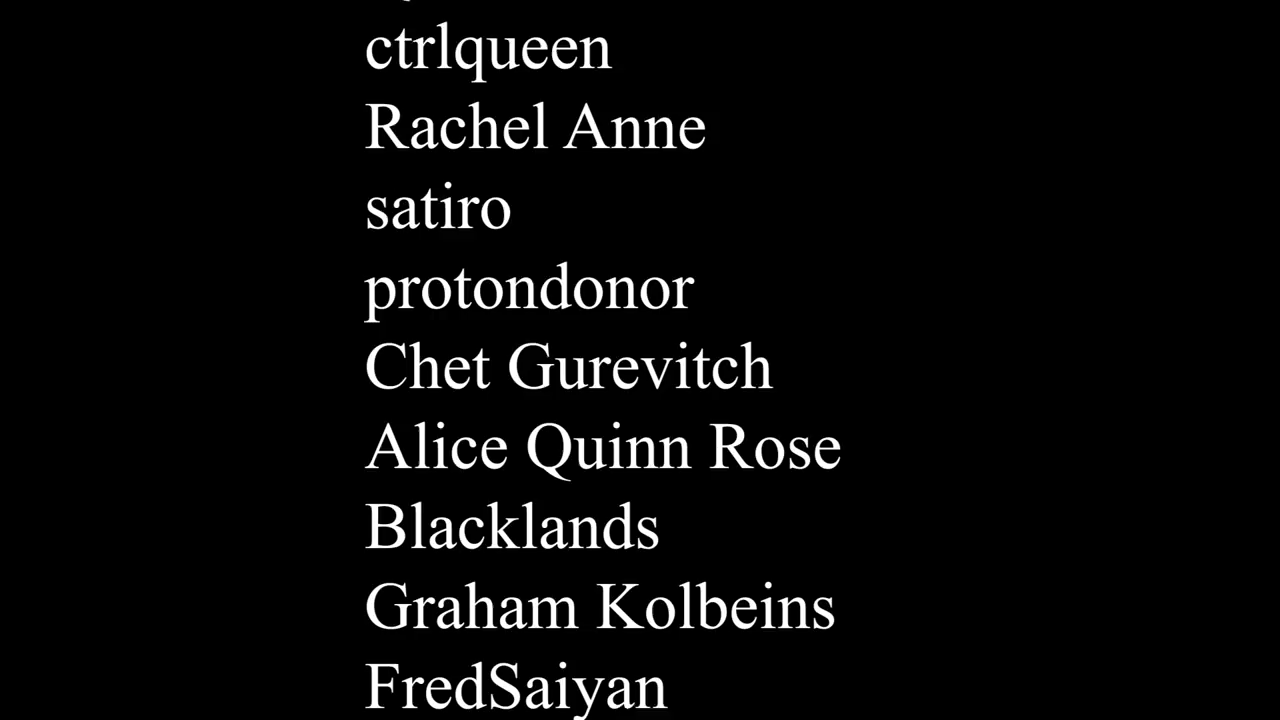 ctrlqueen
Rachel Anne
satiro
protondonor
Chet Gurevitch
Alice Quinn Rose
Blacklands
Graham Kolbeins
FredSaiyan